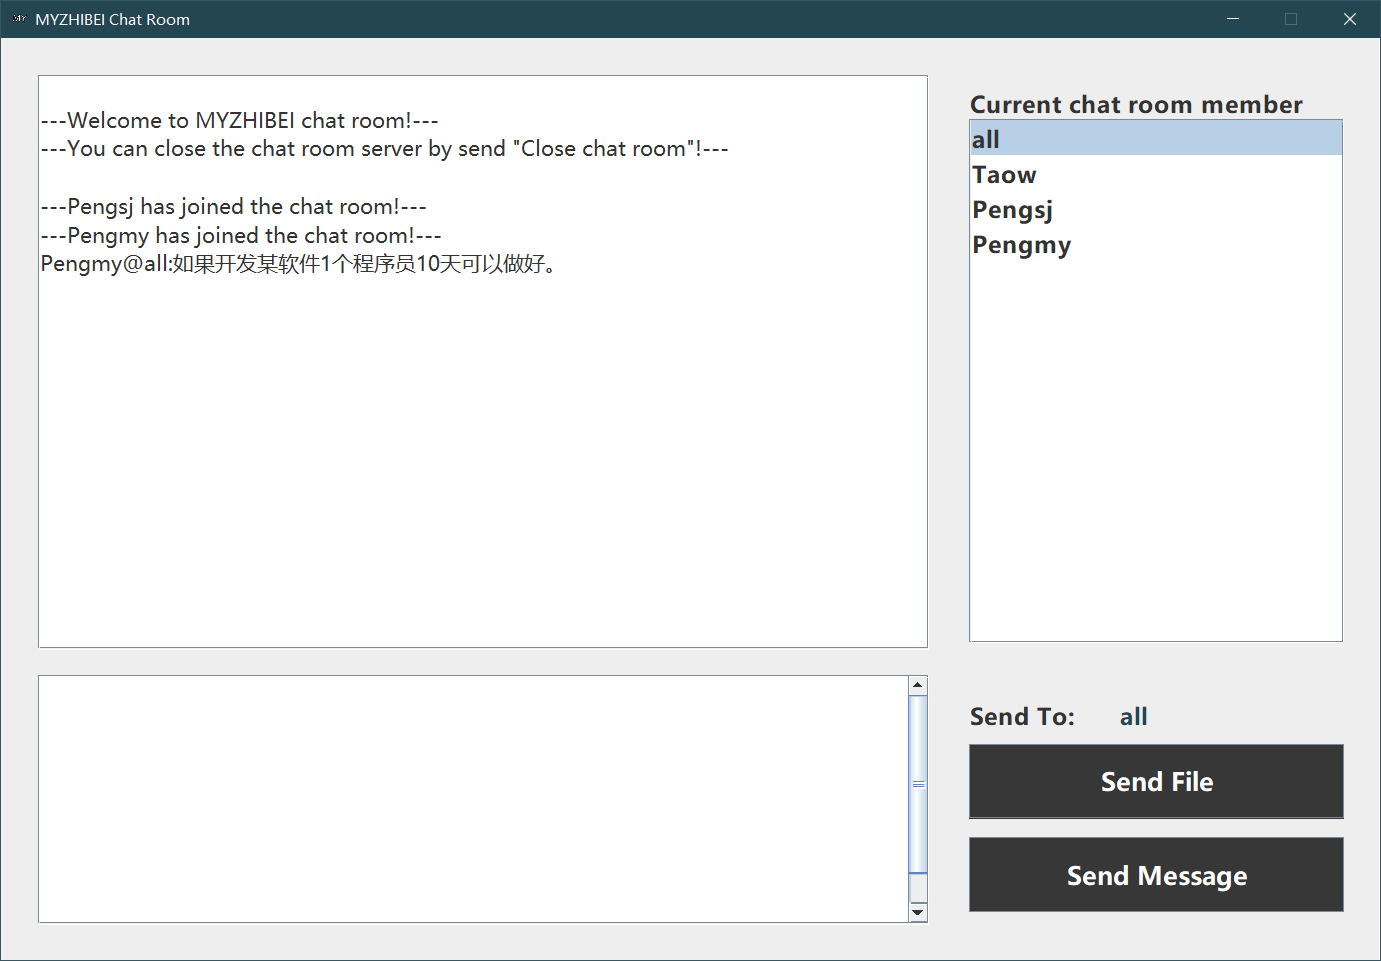 MYZHIBEI Chat Room
---Welcome to MYZHIBEI chat room!---
---You can close the chat room server by send "Close chat room"!---
---Pengsj has joined the chat room!---
---Pengmy has joined the chat room!---
Pengmy@all:如果开发某软件1个程序员10天可以做好。
Current chat room member
all
Taow
Pengsj
Pengmy
Send To: all
Send File
Send Message